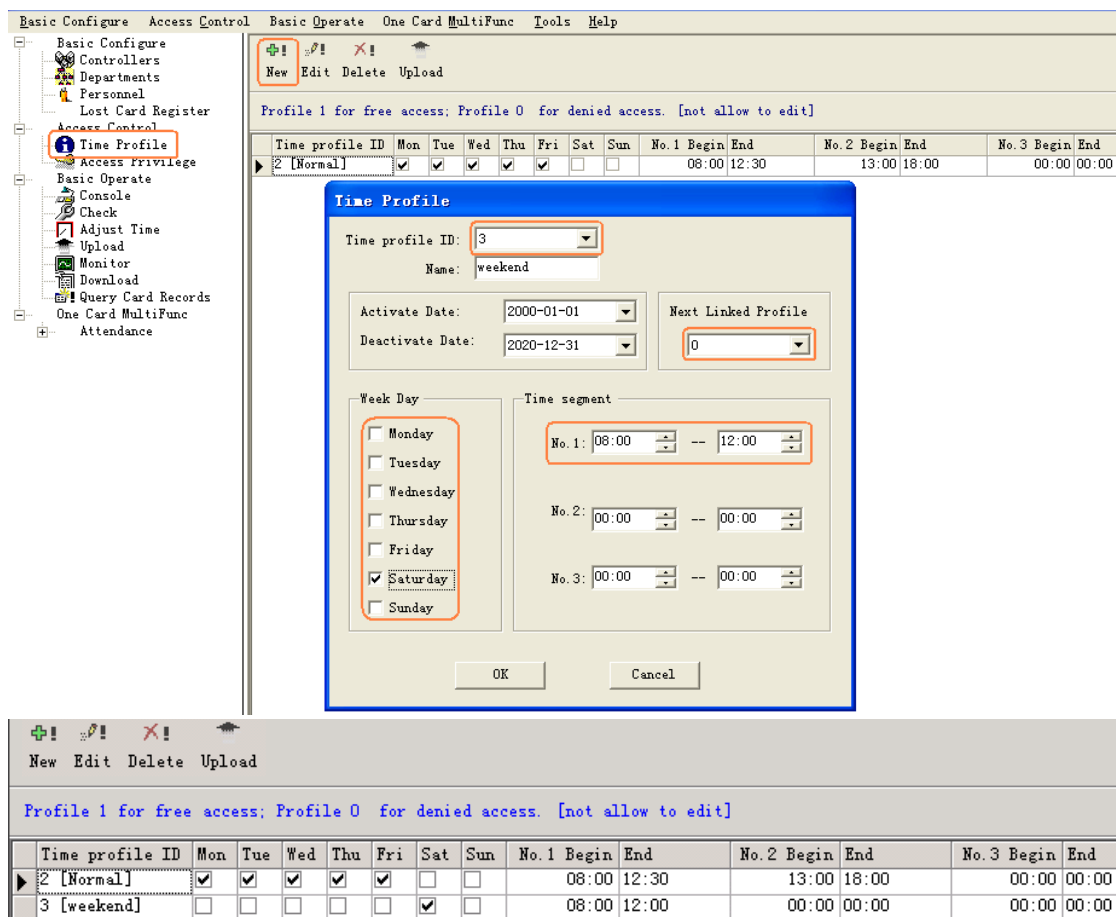 Basic Configure Access Control Basic Operate One Card MultiFunc Tools Help
Basic Configure
Controllers
Departments
Personnel
Lost Card Register
Access Control
Time Profile
Access Privilege
Basic Operate
Console
Check
Adjust Time
Upload
Monitor
Download
Query Card Records
One Card MultiFunc
Attendance
New Edit Delete Upload
Profile 1 for free access; Profile 0 for denied access. [not allow to edit]
Time profile ID Mon Tue Wed Thu Fri Sat Sun No.1 Begin End No.2 Begin End No.3 Begin End
2 [Normal] 08:00 12:30 13:00 18:00 00:00 00:00
Time Profile
Time profile ID: 3
Name: weekend
Activate Date: 2000-01-01
Deactivate Date: 2020-12-31
Next Linked Profile
0
Week Day
Monday
Tuesday
Wednesday
Thursday
Friday
Saturday
Sunday
Time segment
No.1: 08:00 -- 12:00
No.2: 00:00 -- 00:00
No.3: 00:00 -- 00:00
OK Cancel
New Edit Delete Upload
Profile 1 for free access; Profile 0 for denied access. [not allow to edit]
Time profile ID Mon Tue Wed Thu Fri Sat Sun No.1 Begin End No.2 Begin End No.3 Begin End
2 [Normal] 08:00 12:30 13:00 18:00 00:00 00:00
3 [weekend] 08:00 12:00 00:00 00:00 00:00 00:00